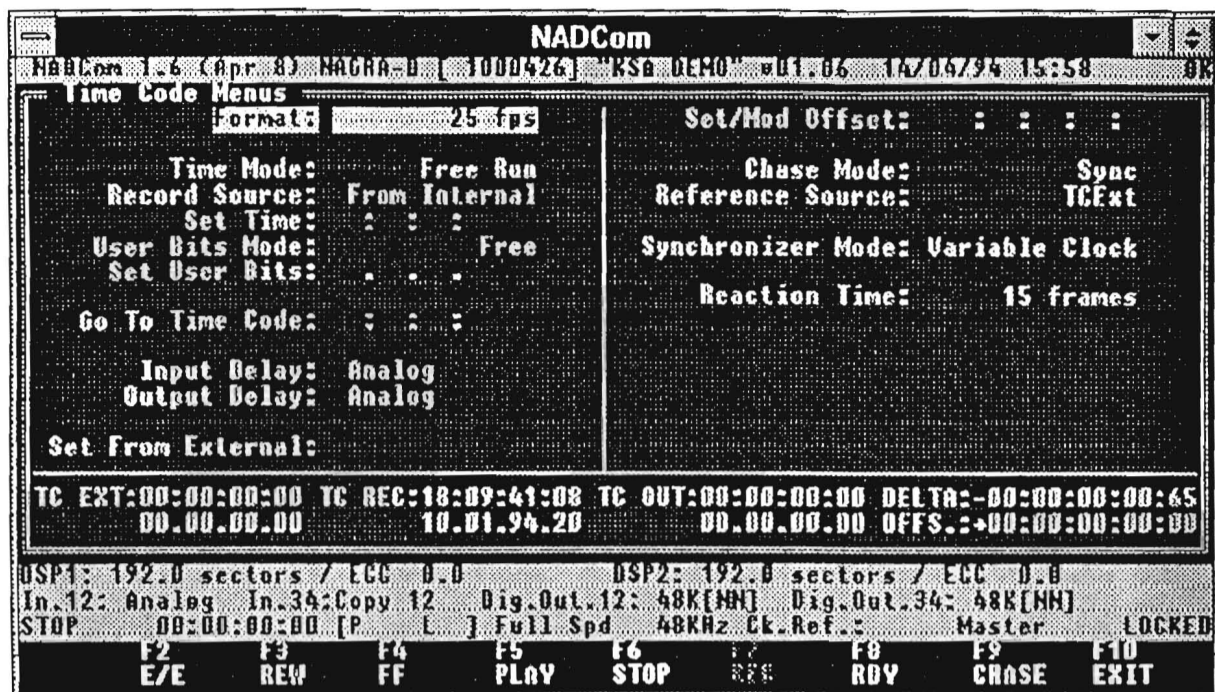 NADCom
NADCom 1.6 (Apr 8) NAGRA-D [ 1000426] "KSA DEMO" v01.06 14/04/94 15:58 OK
Time Code Menus
Format: 25 fps
Set/Mod Offset: : : : :
Time Mode: Free Run
Chase Mode: Sync
Record Source: From Internal
Reference Source: TCExt
Set Time: : : :
User Bits Mode: Free
Synchronizer Mode: Variable Clock
Set User Bits: . . .
Reaction Time: 15 frames
Go To Time Code: : : :
Input Delay: Analog
Output Delay: Analog
Set From External:
TC EXT:00:00:00:00 TC REC:18:09:41:08 TC OUT:00:00:00:00 DELTA:-00:00:00:00:65
00.00.00.00 10.01.94.20 00.00.00.00 OFFS.:+00:00:00:00:00
DSP1: 192.0 sectors / ECC 0.0 DSP2: 192.0 sectors / ECC 0.0
In.12: Analog In.34:Copy 12 Dig.Out.12: 48K[NN] Dig.Out.34: 48K[NN]
STOP 00:00:00:00 [P L ] Full Spd 48KHz Ck.Ref.: Master LOCKED
F2 F3 F4 F5 F6 F7 F8 F9 F10
E/E REW FF PLAY STOP REC RDY CHASE EXIT